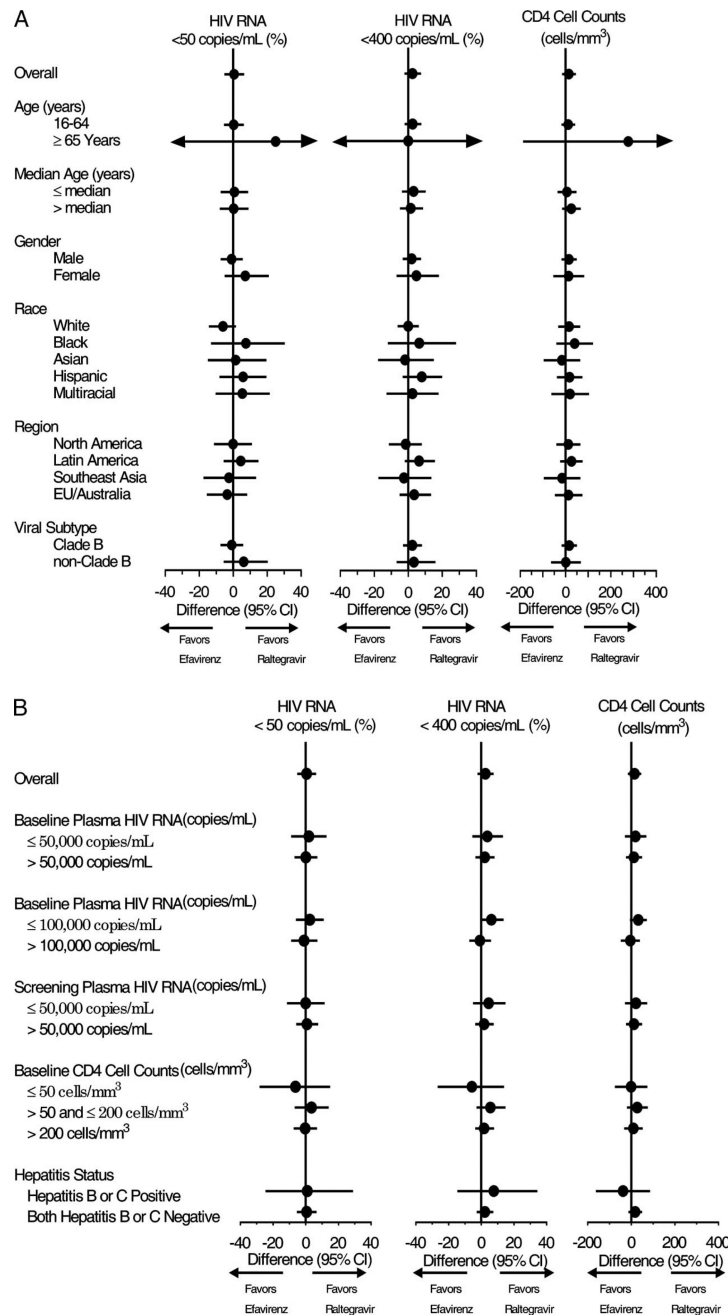 A
HIV RNA
<50 copies/mL (%)
HIV RNA
<400 copies/mL (%)
CD4 Cell Counts
(cells/mm³)
Overall
Age (years)
16-64
≥ 65 Years
Median Age (years)
≤ median
> median
Gender
Male
Female
Race
White
Black
Asian
Hispanic
Multiracial
Region
North America
Latin America
Southeast Asia
EU/Australia
Viral Subtype
Clade B
non-Clade B
-40 -20 0 20 40
-40 -20 0 20 40
-200 0 200 400
Difference (95% CI)
Difference (95% CI)
Difference (95% CI)
Favors Favors
Favors Favors
Favors Favors
Efavirenz Raltegravir
Efavirenz Raltegravir
Efavirenz Raltegravir
B
HIV RNA
< 50 copies/mL (%)
HIV RNA
< 400 copies/mL (%)
CD4 Cell Counts
(cells/mm³)
Overall
Baseline Plasma HIV RNA(copies/mL)
≤ 50,000 copies/mL
> 50,000 copies/mL
Baseline Plasma HIV RNA(copies/mL)
≤ 100,000 copies/mL
> 100,000 copies/mL
Screening Plasma HIV RNA(copies/mL)
≤ 50,000 copies/mL
> 50,000 copies/mL
Baseline CD4 Cell Counts(cells/mm³)
≤ 50 cells/mm³
> 50 and ≤ 200 cells/mm³
> 200 cells/mm³
Hepatitis Status
Hepatitis B or C Positive
Both Hepatitis B or C Negative
-40 -20 0 20 40
-40 -20 0 20 40
-200 0 200 400
Difference (95% CI)
Difference (95% CI)
Difference (95% CI)
Favors Favors
Favors Favors
Favors Favors
Efavirenz Raltegravir
Efavirenz Raltegravir
Efavirenz Raltegravir